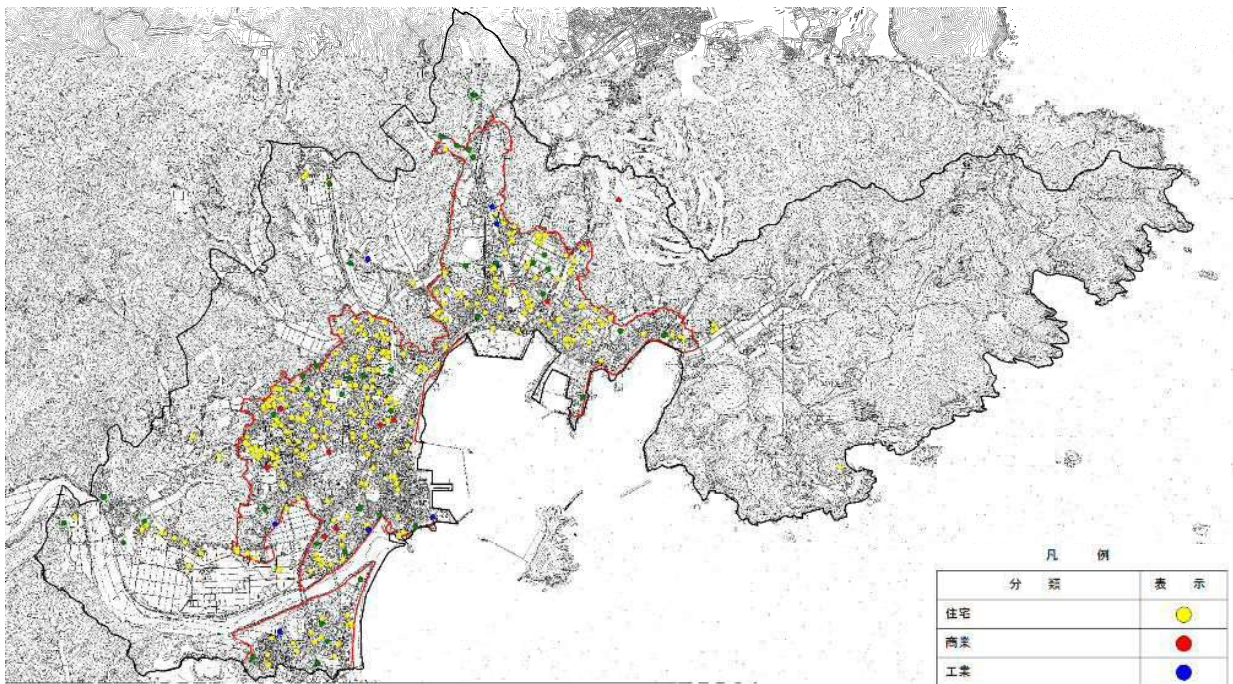 凡 例
分 類 表 示
住宅
商業
工業